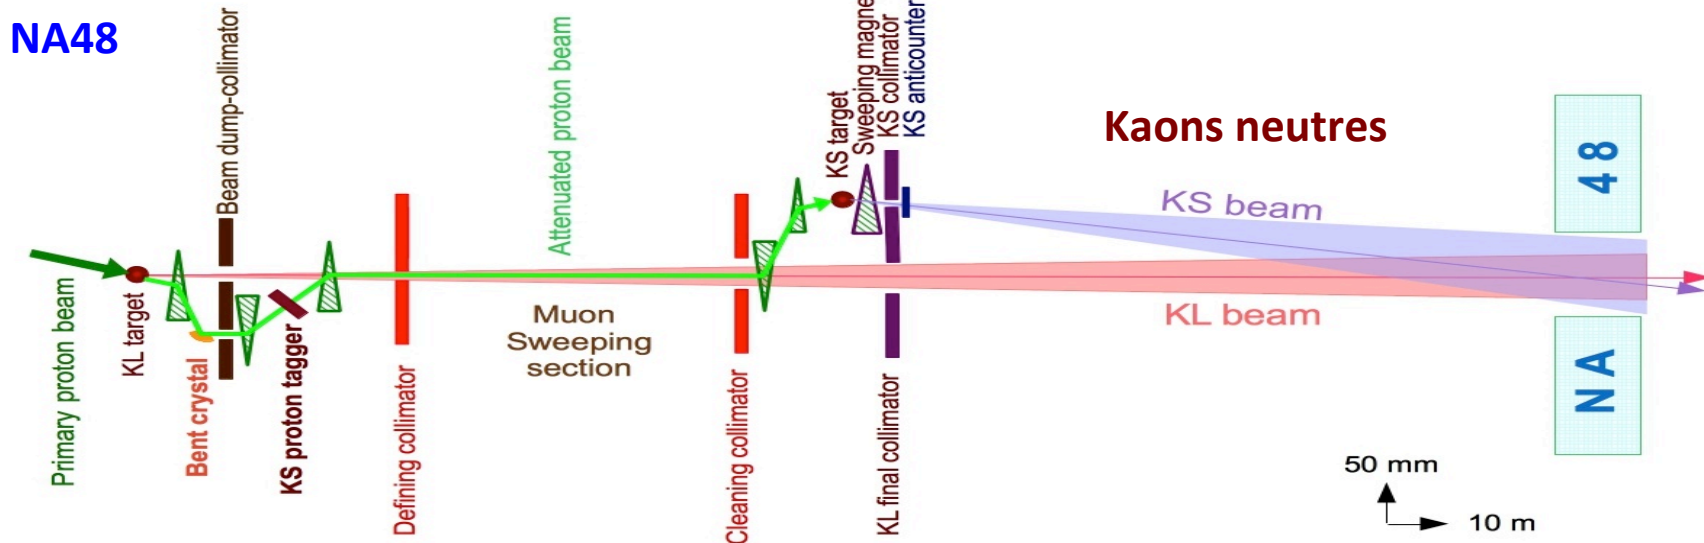 NA48
Primary proton beam
KL target
Bent crystal
Beam dump-collimator
KS proton tagger
Defining collimator
Attenuated proton beam
Muon
Sweeping
section
Cleaning collimator
KS target
Sweeping magne
KS collimator
KS anticounter
KL final collimator
Kaons neutres
KS beam
KL beam
48
NA
50 mm
10 m